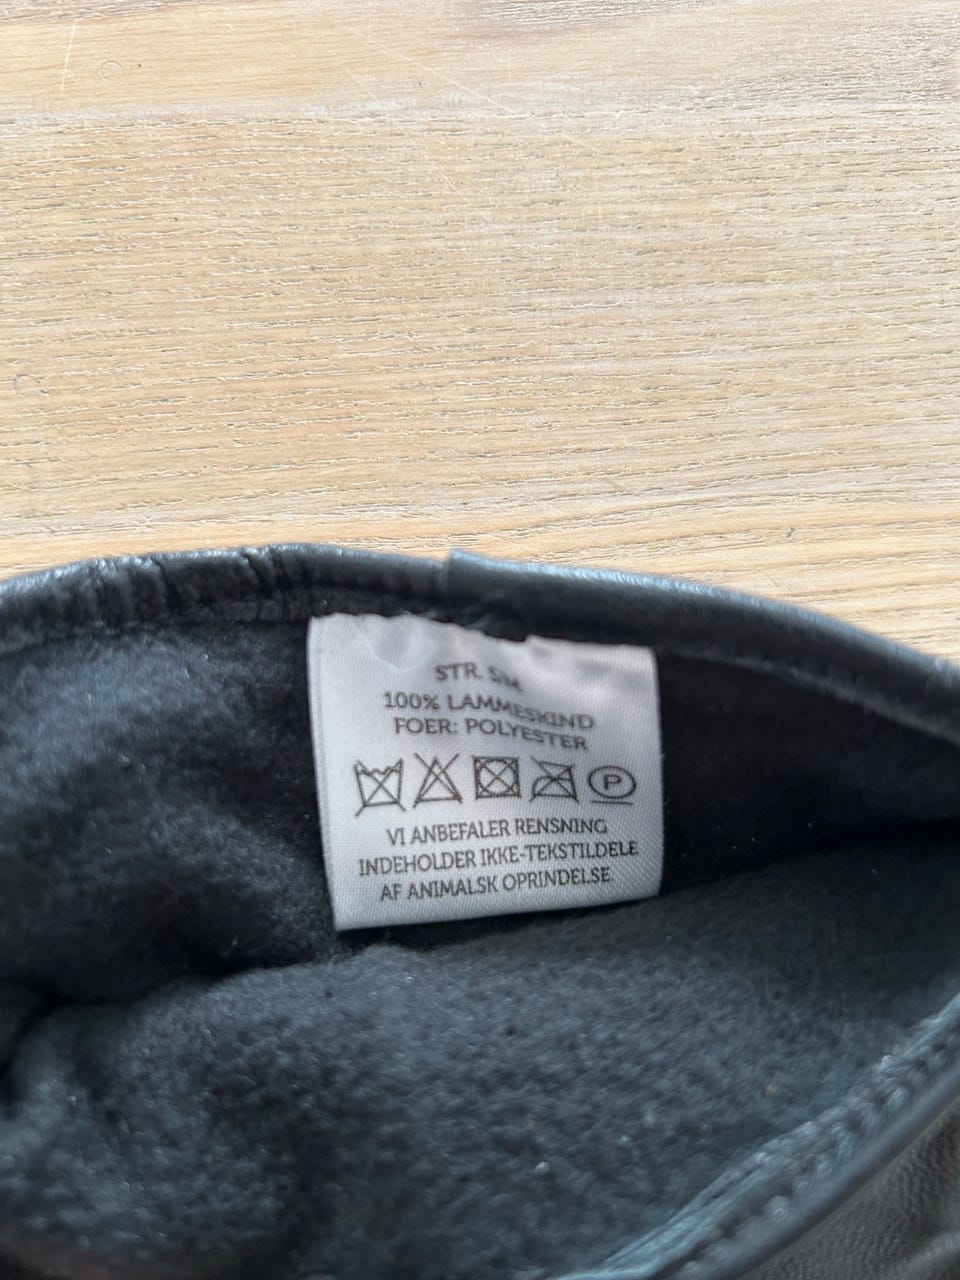 STR. S/M
100% LAMMESKIND
FOER: POLYESTER
P
VI ANBEFALER RENSNING
INDEHOLDER IKKE-TEKSTILDELE
AF ANIMALSK OPRINDELSE.